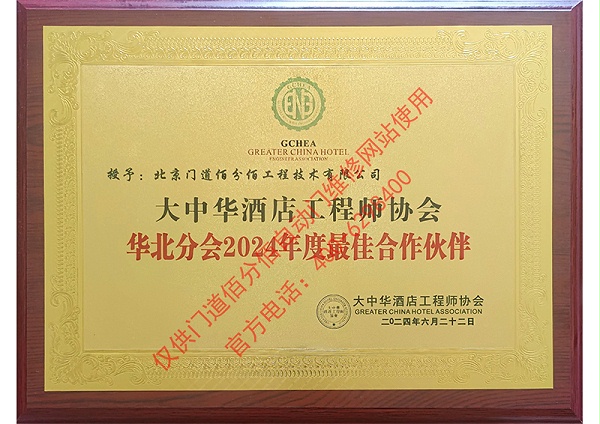 GCHEA
ENG
GCHEA
GREATER CHINA HOTEL
ENGINEER ASSOCIATION
授予：北京门道佰分佰工程技术有限公司
大中华酒店工程师协会
华北分会2024年度最佳合作伙伴
大中华酒店工程师协会
GREATER CHINA HOTEL ASSOCIATION
二0二四年六月二十二日
仅供门道佰分佰自动门维修网站使用
官方电话：